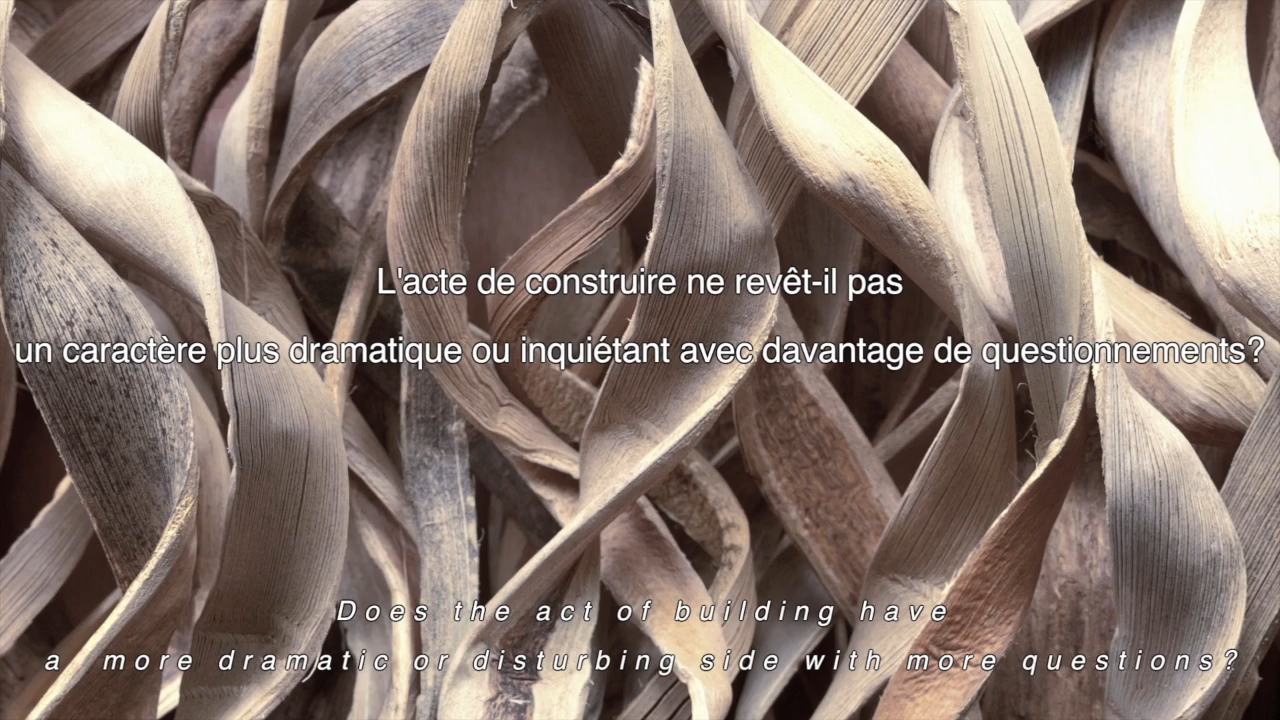 L'acte de construire ne revêt-il pas
un caractère plus dramatique ou inquiétant avec davantage de questionnements?
Does the act of building have
a more dramatic or disturbing side with more questions?